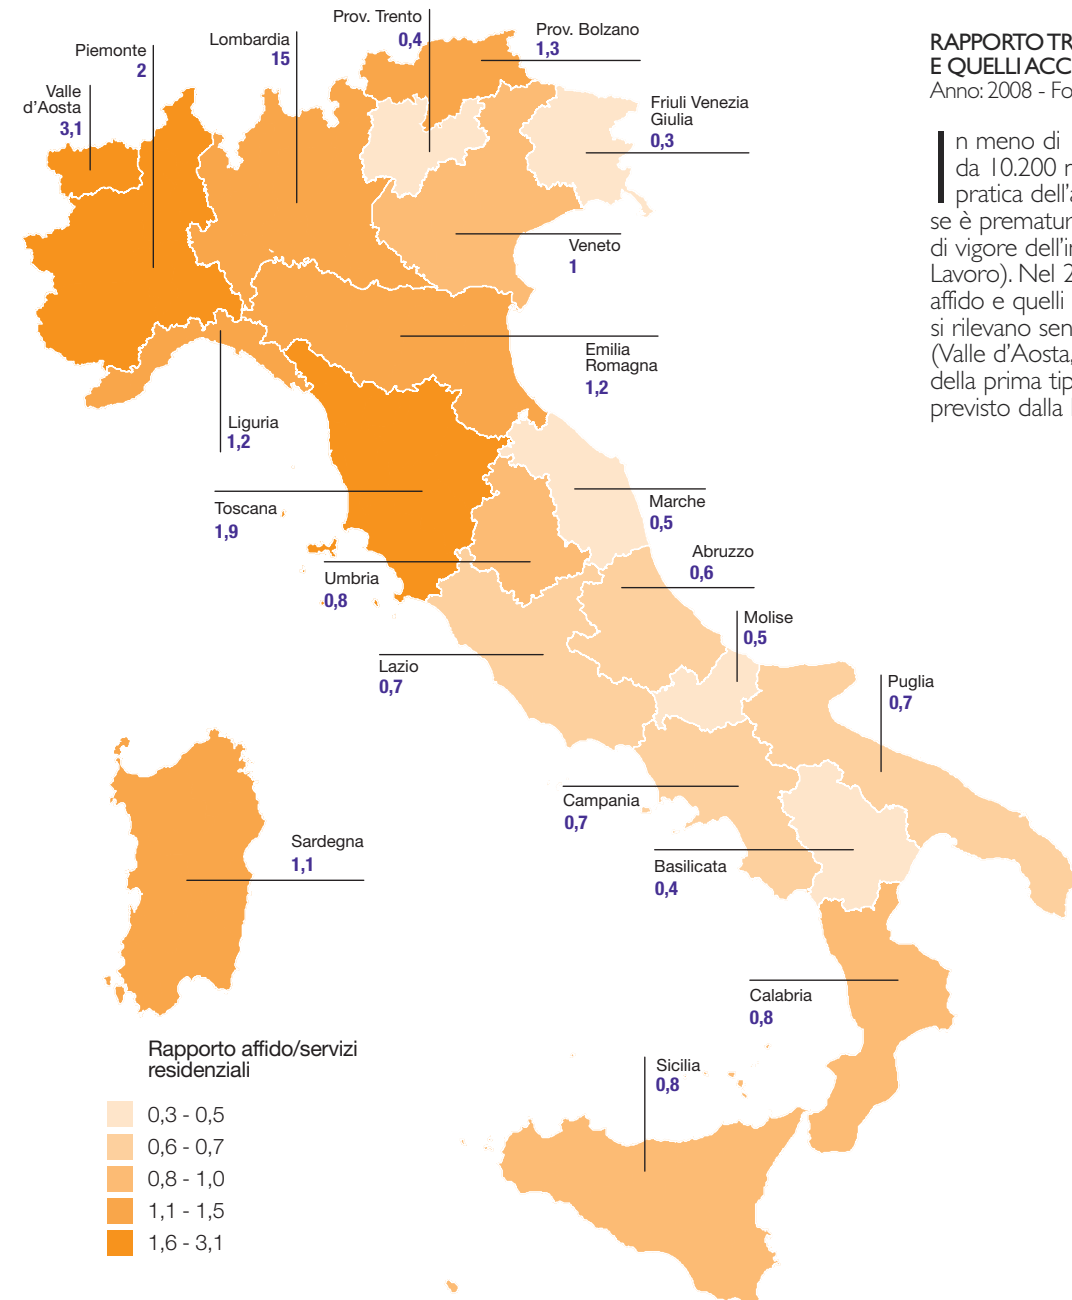 Prov. Trento
0,4
Prov. Bolzano
1,3
Lombardia
15
Piemonte
2
Valle
d'Aosta
3,1
Friuli Venezia
Giulia
0,3
Veneto
1
Emilia
Romagna
1,2
Liguria
1,2
Toscana
1,9
Marche
0,5
Umbria
0,8
Abruzzo
0,6
Molise
0,5
Lazio
0,7
Puglia
0,7
Campania
0,7
Basilicata
0,4
Sardegna
1,1
Calabria
0,8
Sicilia
0,8
Rapporto affido/servizi
residenziali
0,3 - 0,5
0,6 - 0,7
0,8 - 1,0
1,1 - 1,5
1,6 - 3,1
RAPPORTO TR
E QUELLI ACC
Anno: 2008 - Fo
In meno di
da 10.200
pratica dell'a
se è prematur
di vigore dell'i
Lavoro). Nel 2
affido e quelli
si rilevano sen
(Valle d'Aosta,
della prima tip
previsto dalla